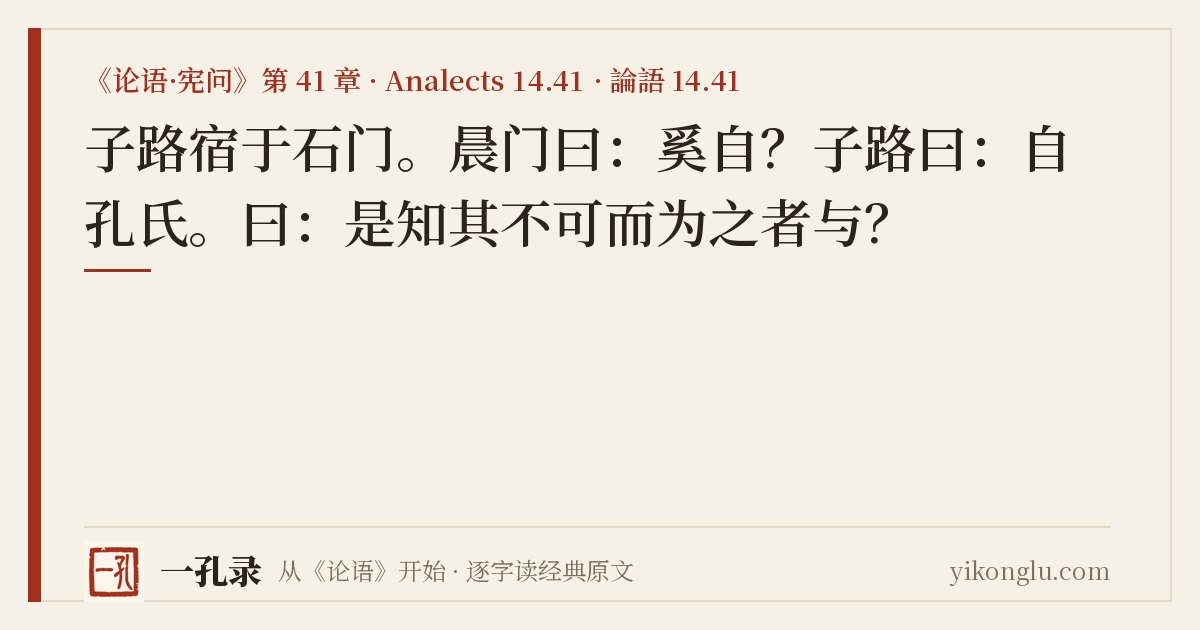 《论语·宪问》第 41 章 · Analects 14.41 · 論語 14.41
子路宿于石门。晨门曰：奚自？子路曰：自
孔氏。曰：是知其不可而为之者与？
一孔
一孔录 从《论语》开始 · 逐字读经典原文 yikonglu.com